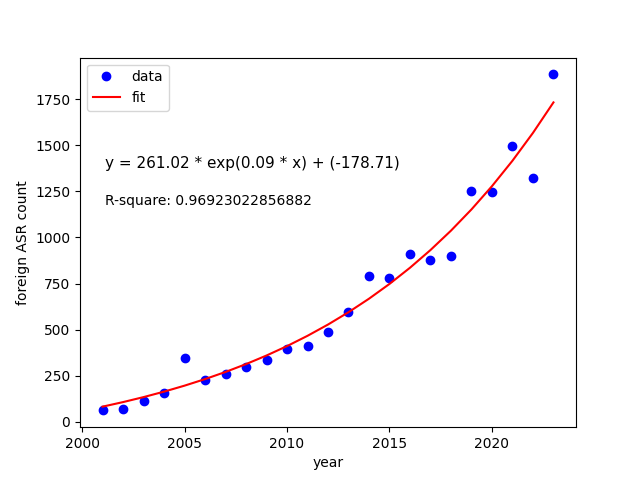 data
fit
y = 261.02 * exp(0.09 * x) + (-178.71)
R-square: 0.96923022856882
foreign ASR count
1750
1500
1250
1000
750
500
250
0
2000 2005 2010 2015 2020
year